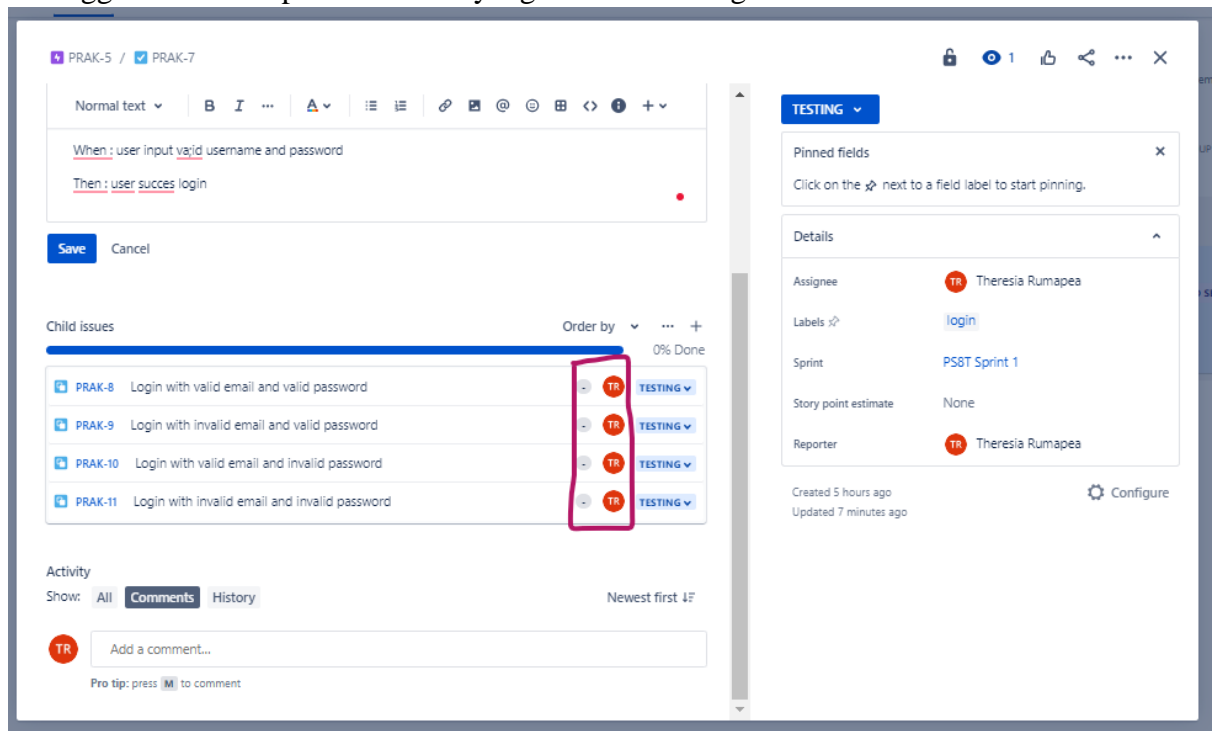 PRAK-5 / PRAK-7
1
Normal text
B I ... A @ <> +
When : user input va;id username and password
Then : user succes login
Save Cancel
Child issues
Order by ... +
0% Done
PRAK-8 Login with valid email and valid password - TR TESTING
PRAK-9 Login with invalid email and valid password - TR TESTING
PRAK-10 Login with valid email and invalid password - TR TESTING
PRAK-11 Login with invalid email and invalid password - TR TESTING
Activity
Show: All Comments History Newest first
TR Add a comment...
Pro tip: press M to comment
TESTING
Pinned fields
Click on the next to a field label to start pinning.
Details
Assignee TR Theresia Rumapea
Labels login
Sprint PS8T Sprint 1
Story point estimate None
Reporter TR Theresia Rumapea
Created 5 hours ago Configure
Updated 7 minutes ago